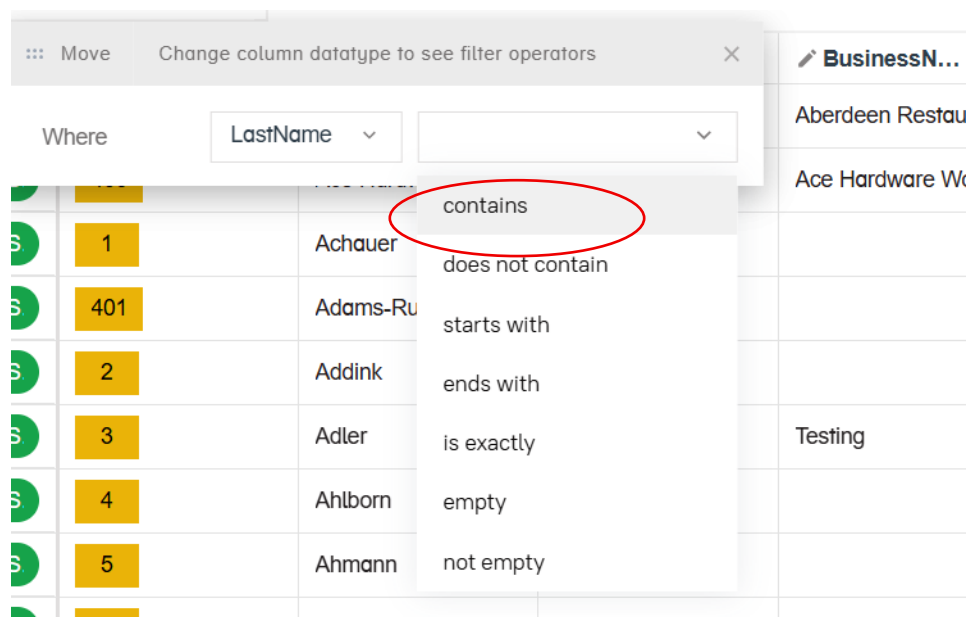 Move Change column datatype to see filter operators
BusinessN...
Where LastName
Aberdeen Restau
contains
Ace Hardware Wo
S. 1 Achauer
does not contain
S. 401 Adams-Ru
starts with
S. 2 Addink
ends with
S. 3 Adler Testing
is exactly
S. 4 Ahlborn
empty
S. 5 Ahmann
not empty